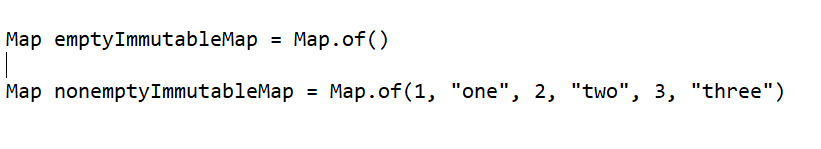 Map emptyImmutableMap = Map.of()
Map nonemptyImmutableMap = Map.of(1, "one", 2, "two", 3, "three")